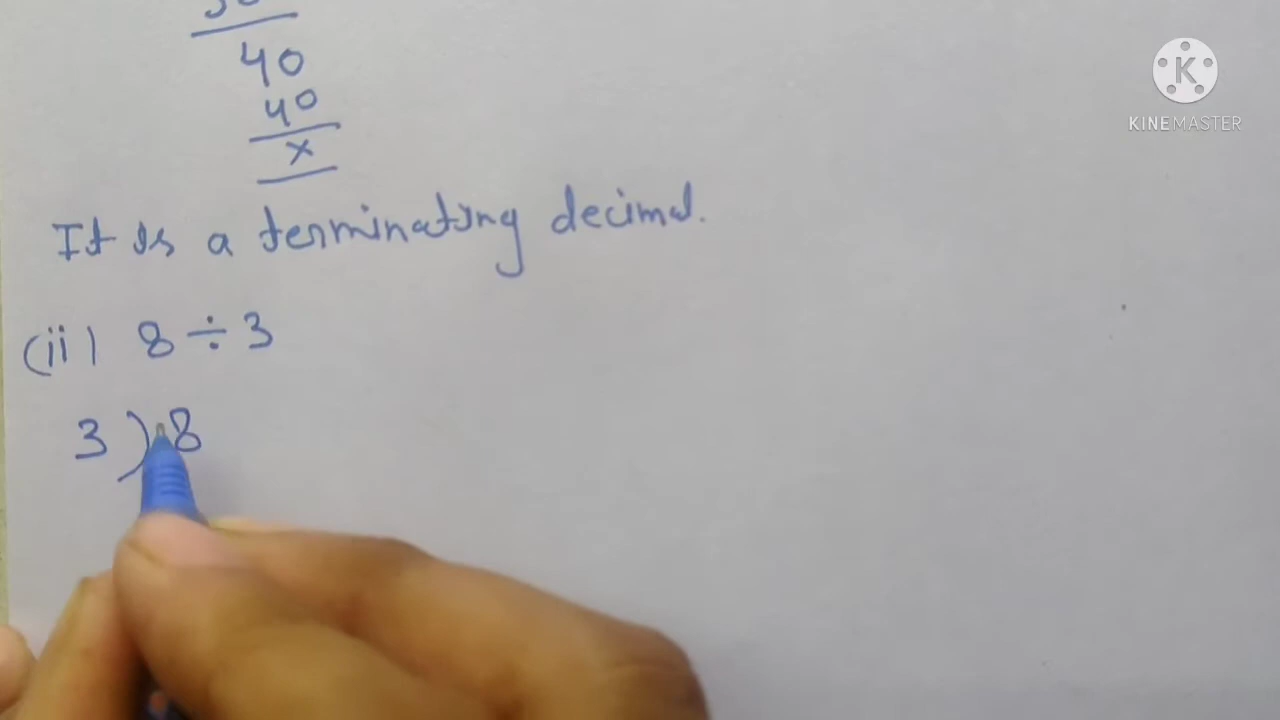 40
40
x
It is a terminating decimal.
(ii) 8 ÷ 3
3 ) 8
K
KINEMASTER